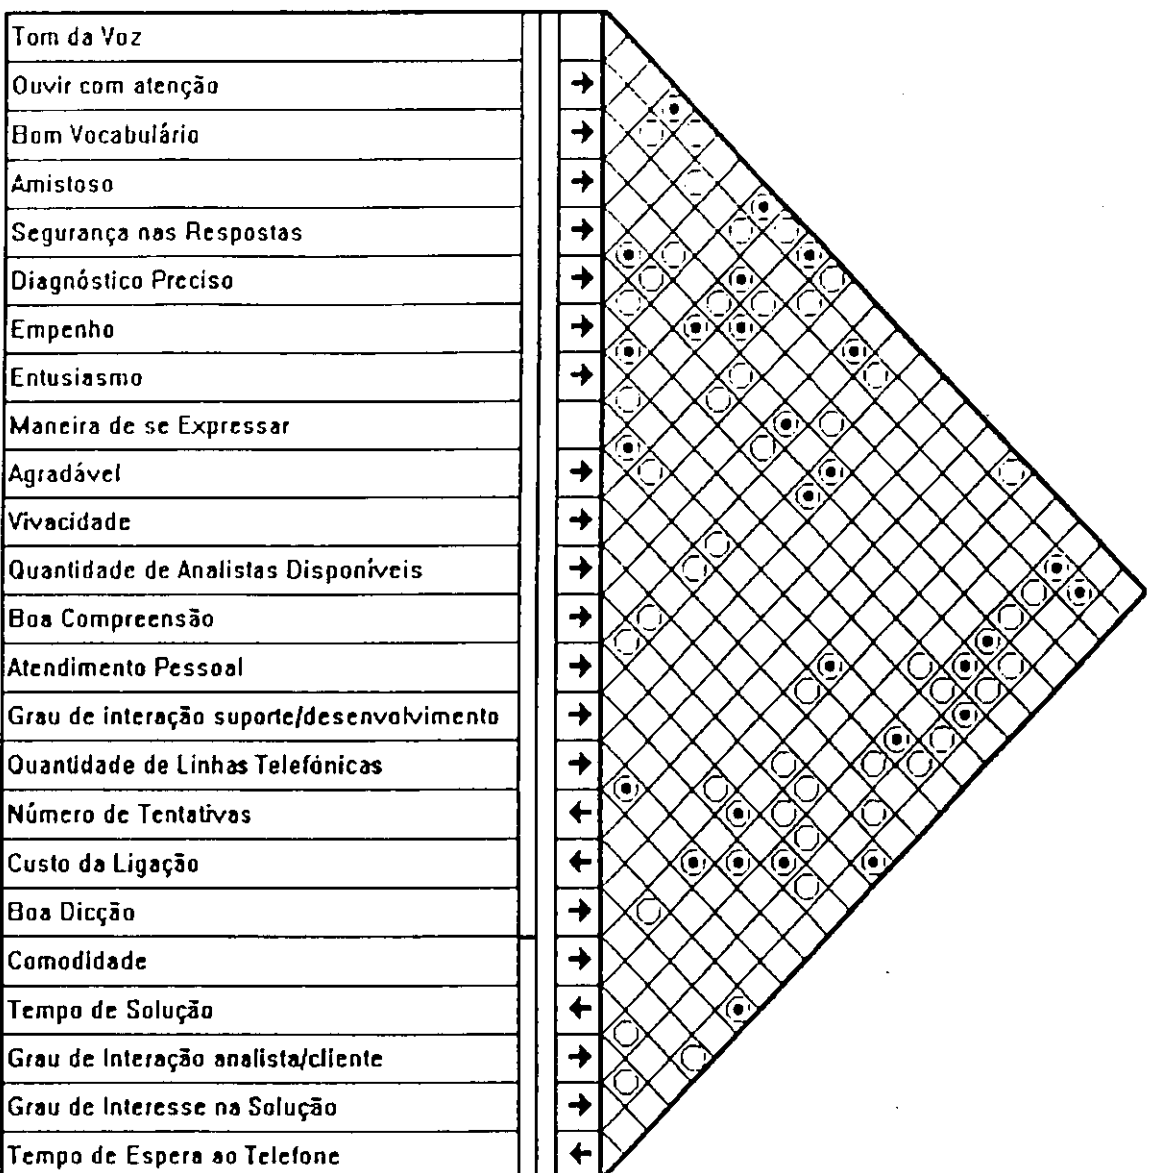 Tom da Voz
Ouvir com atenção
Bom Vocabulário
Amistoso
Segurança nas Respostas
Diagnóstico Preciso
Empenho
Entusiasmo
Maneira de se Expressar
Agradável
Vivacidade
Quantidade de Analistas Disponíveis
Boa Compreensão
Atendimento Pessoal
Grau de interação suporte/desenvolvimento
Quantidade de Linhas Telefônicas
Número de Tentativas
Custo da Ligação
Boa Dicção
Comodidade
Tempo de Solução
Grau de Interação analista/cliente
Grau de Interesse na Solução
Tempo de Espera ao Telefone